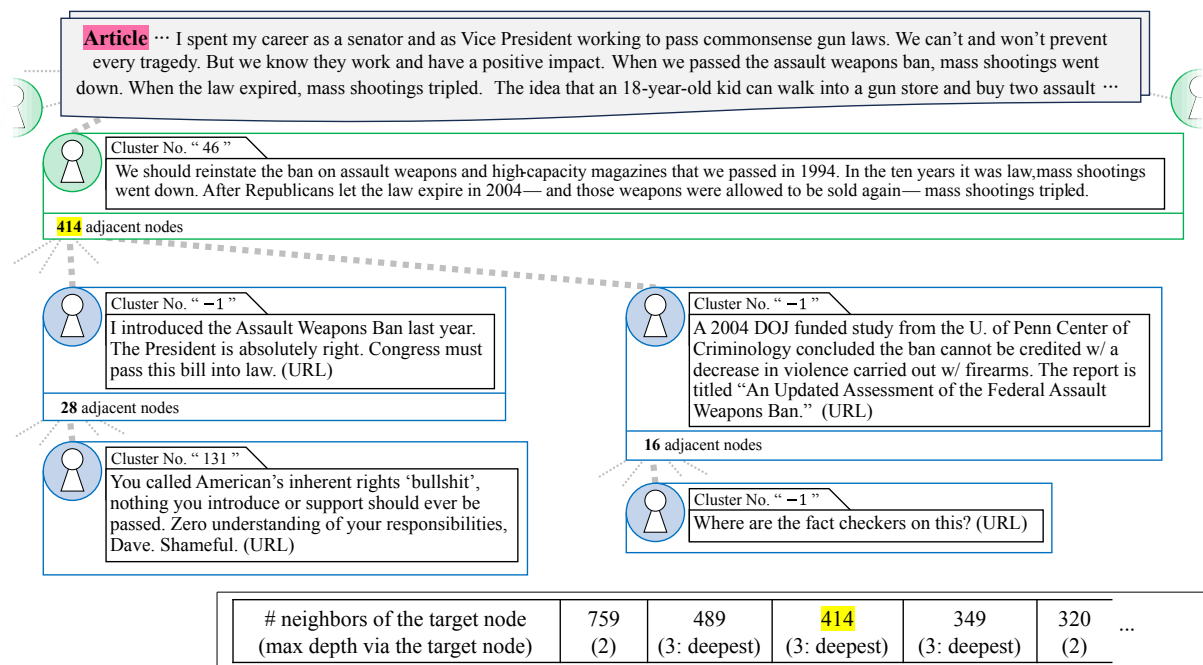 Article ··· I spent my career as a senator and as Vice President working to pass commonsense gun laws. We can't and won't prevent
every tragedy. But we know they work and have a positive impact. When we passed the assault weapons ban, mass shootings went
down. When the law expired, mass shootings tripled. The idea that an 18-year-old kid can walk into a gun store and buy two assault ···
Cluster No. “ 46 ”
We should reinstate the ban on assault weapons and high-capacity magazines that we passed in 1994. In the ten years it was law,mass shootings
went down. After Republicans let the law expire in 2004— and those weapons were allowed to be sold again— mass shootings tripled.
414 adjacent nodes
Cluster No. “ −1 ”
I introduced the Assault Weapons Ban last year.
The President is absolutely right. Congress must
pass this bill into law. (URL)
28 adjacent nodes
Cluster No. “ 131 ”
You called American's inherent rights ‘bullshit’,
nothing you introduce or support should ever be
passed. Zero understanding of your responsibilities,
Dave. Shameful. (URL)
Cluster No. “ −1 ”
A 2004 DOJ funded study from the U. of Penn Center of
Criminology concluded the ban cannot be credited w/ a
decrease in violence carried out w/ firearms. The report is
titled “An Updated Assessment of the Federal Assault
Weapons Ban.” (URL)
16 adjacent nodes
Cluster No. “ −1 ”
Where are the fact checkers on this? (URL)
# neighbors of the target node 759 489 414 349 320 ...
(max depth via the target node) (2) (3: deepest) (3: deepest) (3: deepest) (2)